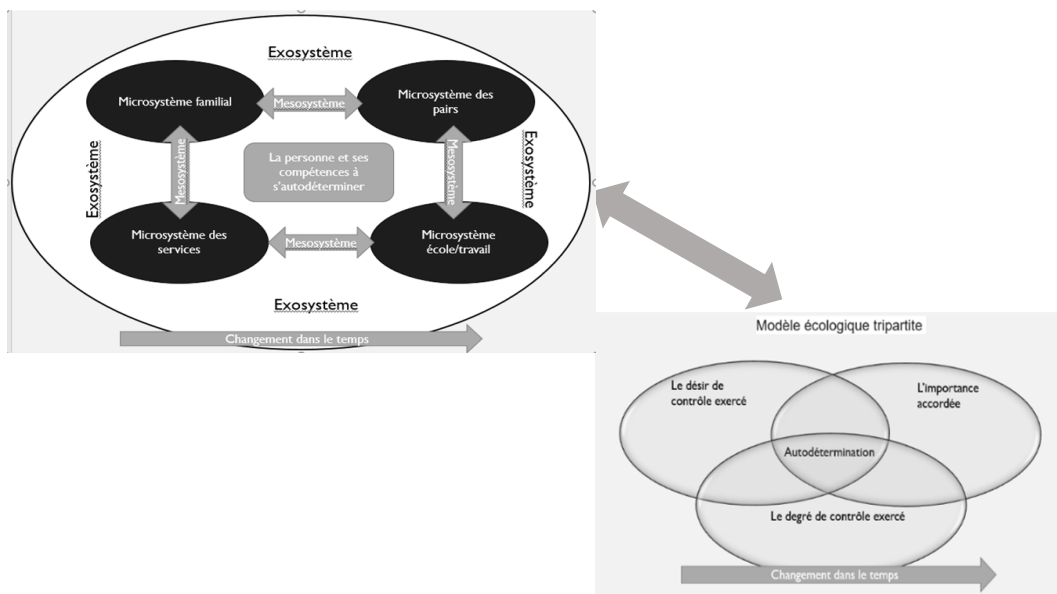 Exosystème
Microsystème familial
Mesosystème
Microsystème des
pairs
Exosystème
Mesosystème
La personne et ses
compétences à
s'autodéterminer
Mesosystème
Exosystème
Microsystème des
services
Mesosystème
Microsystème
école/travail
Exosystème
Changement dans le temps
Modèle écologique tripartite
Le désir de
contrôle exercé
L'importance
accordée
Autodétermination
Le degré de contrôle exercé
Changement dans le temps